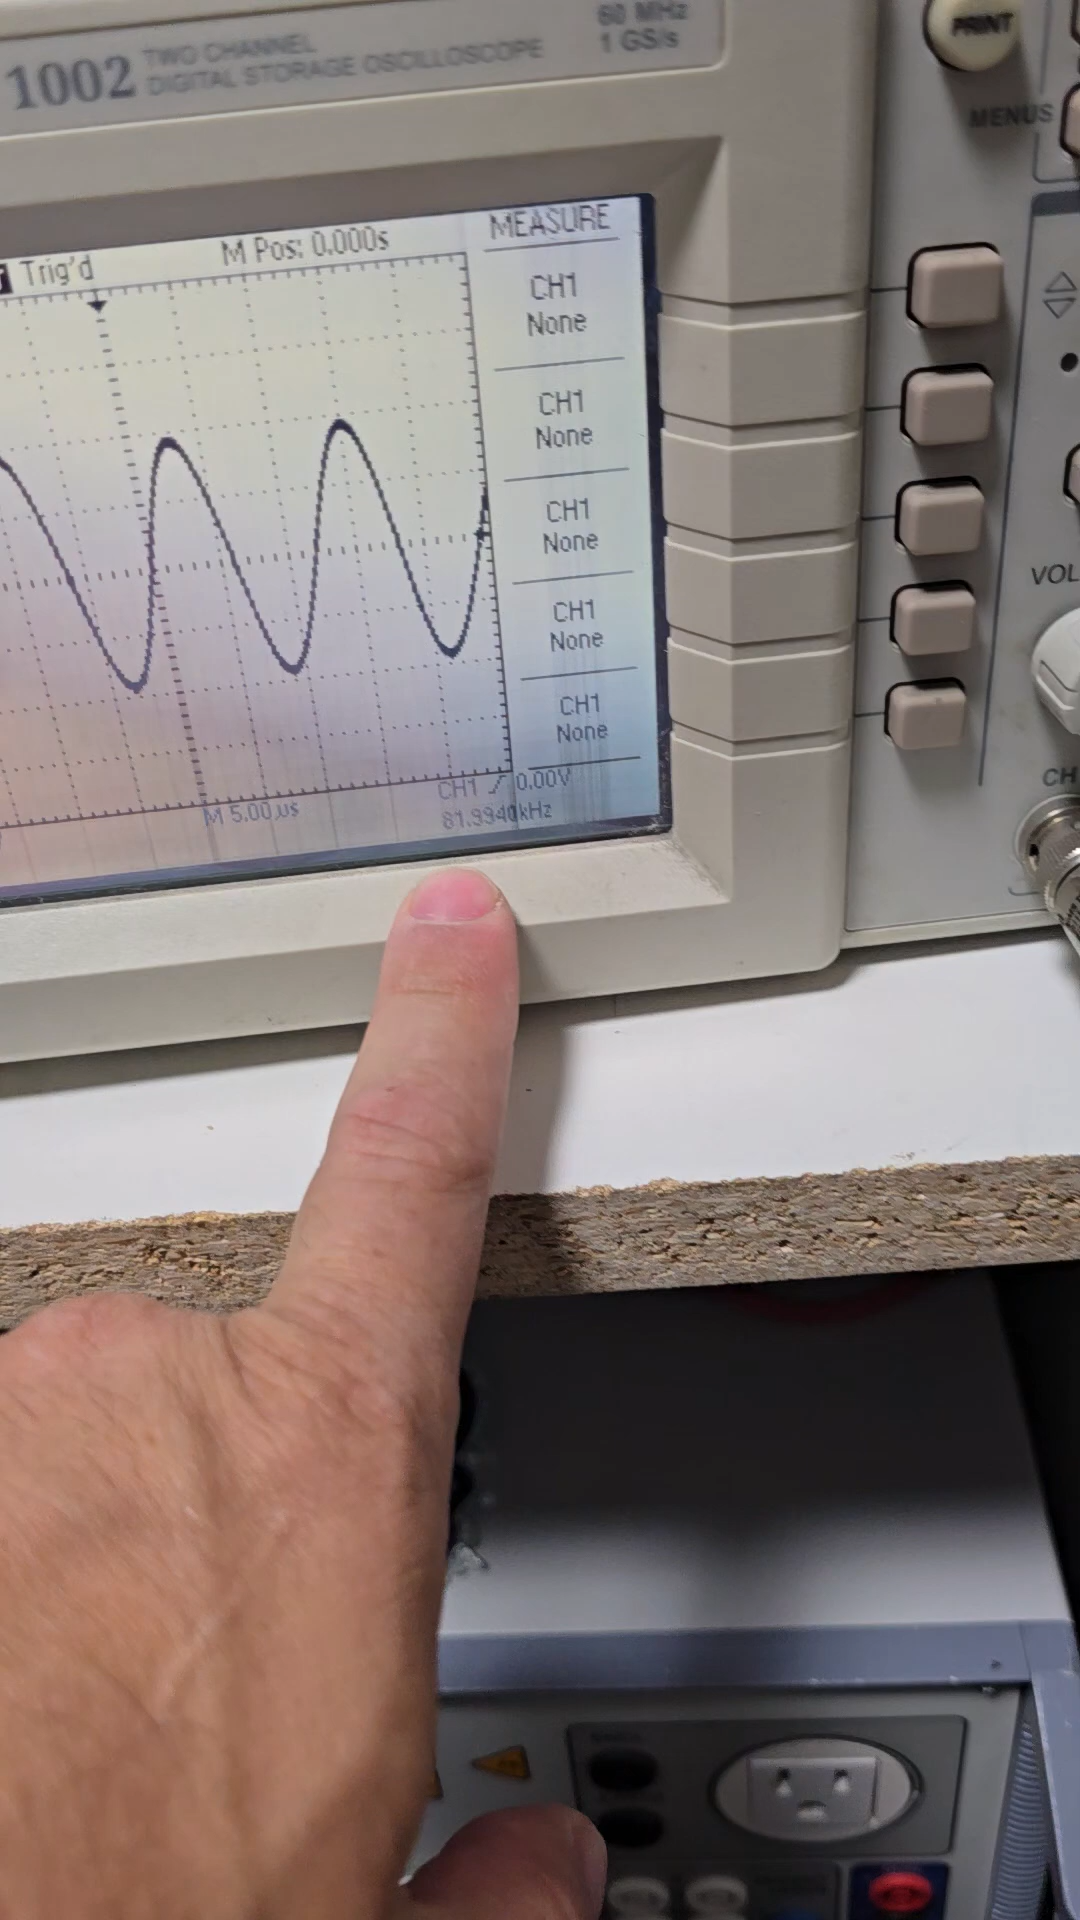 1002
TWO CHANNEL
DIGITAL STORAGE OSCILLOSCOPE
60 MHz
1 GS/s
PRINT
MENUS
Trig'd
M Pos: 0.000s
MEASURE
CH1
None
CH1
None
CH1
None
CH1
None
CH1
None
M 5.00µs
CH1 / 0.00V
81.9940kHz
VOL
CH